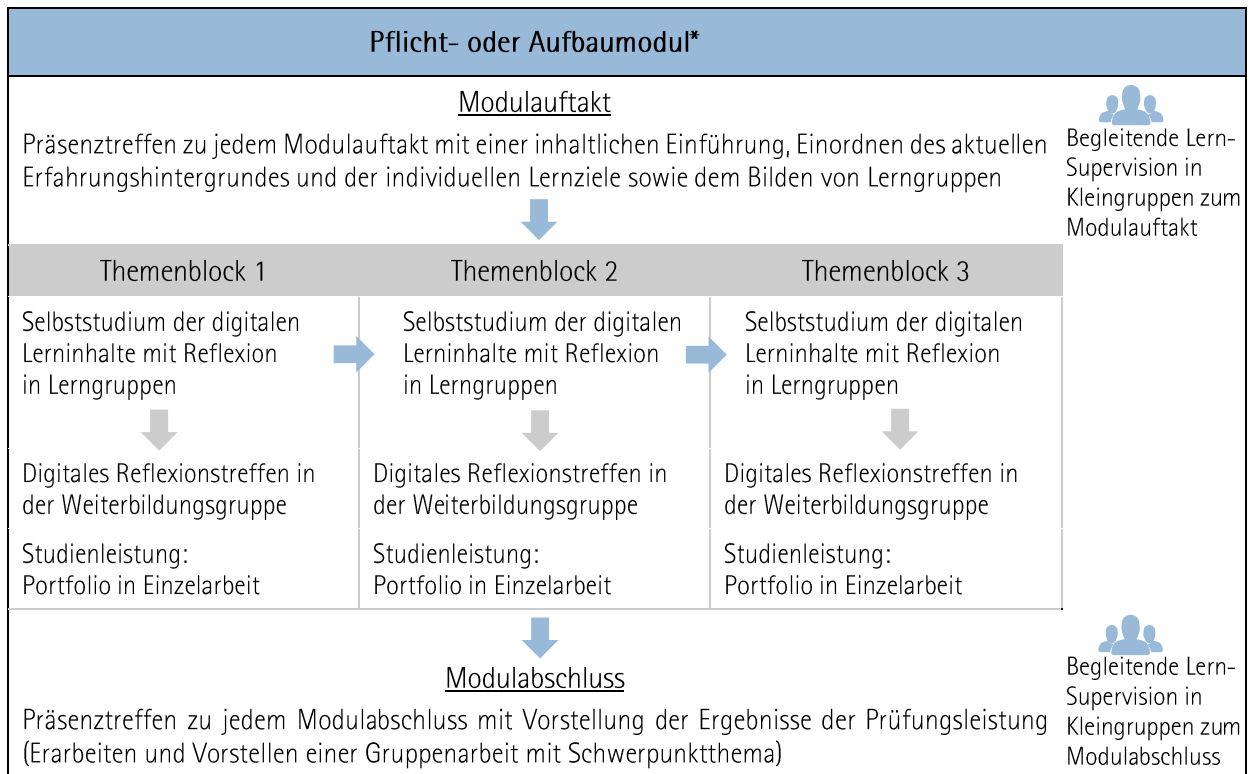 Pflicht- oder Aufbaumodul*
Modulauftakt
Präsenztreffen zu jedem Modulauftakt mit einer inhaltlichen Einführung, Einordnen des aktuellen
Erfahrungshintergrundes und der individuellen Lernziele sowie dem Bilden von Lerngruppen
Begleitende Lern-
Supervision in
Kleingruppen zum
Modulauftakt
Themenblock 1
Selbststudium der digitalen
Lerninhalte mit Reflexion
in Lerngruppen
Digitales Reflexionstreffen in
der Weiterbildungsgruppe
Studienleistung:
Portfolio in Einzelarbeit
Themenblock 2
Selbststudium der digitalen
Lerninhalte mit Reflexion
in Lerngruppen
Digitales Reflexionstreffen in
der Weiterbildungsgruppe
Studienleistung:
Portfolio in Einzelarbeit
Themenblock 3
Selbststudium der digitalen
Lerninhalte mit Reflexion
in Lerngruppen
Digitales Reflexionstreffen in
der Weiterbildungsgruppe
Studienleistung:
Portfolio in Einzelarbeit
Modulabschluss
Präsenztreffen zu jedem Modulabschluss mit Vorstellung der Ergebnisse der Prüfungsleistung
(Erarbeiten und Vorstellen einer Gruppenarbeit mit Schwerpunktthema)
Begleitende Lern-
Supervision in
Kleingruppen zum
Modulabschluss